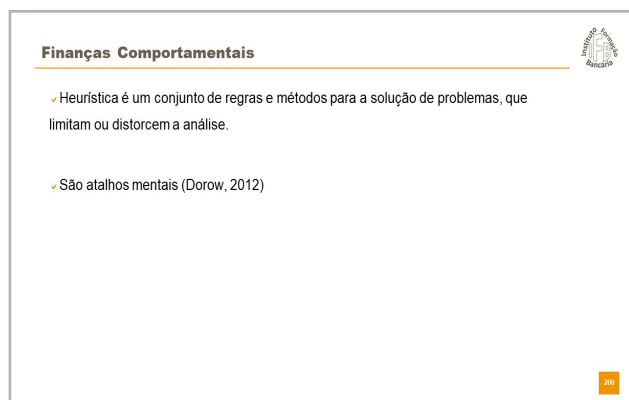 Finanças Comportamentais
Instituto Formação
IFB
Bancária
Heurística é um conjunto de regras e métodos para a solução de problemas, que
limitam ou distorcem a análise.
São atalhos mentais (Dorow, 2012)
200